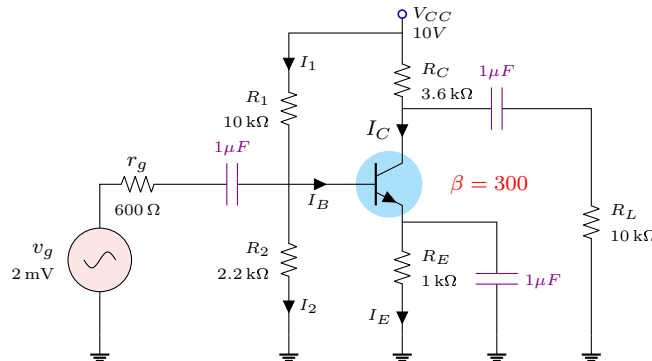 V_CC
10V
I_1
R_C
3.6 kΩ
1μF
R_1
10 kΩ
I_C
1μF
r_g
600 Ω
I_B
β = 300
R_L
10 kΩ
v_g
2 mV
R_2
2.2 kΩ
R_E
1 kΩ
1μF
I_2
I_E